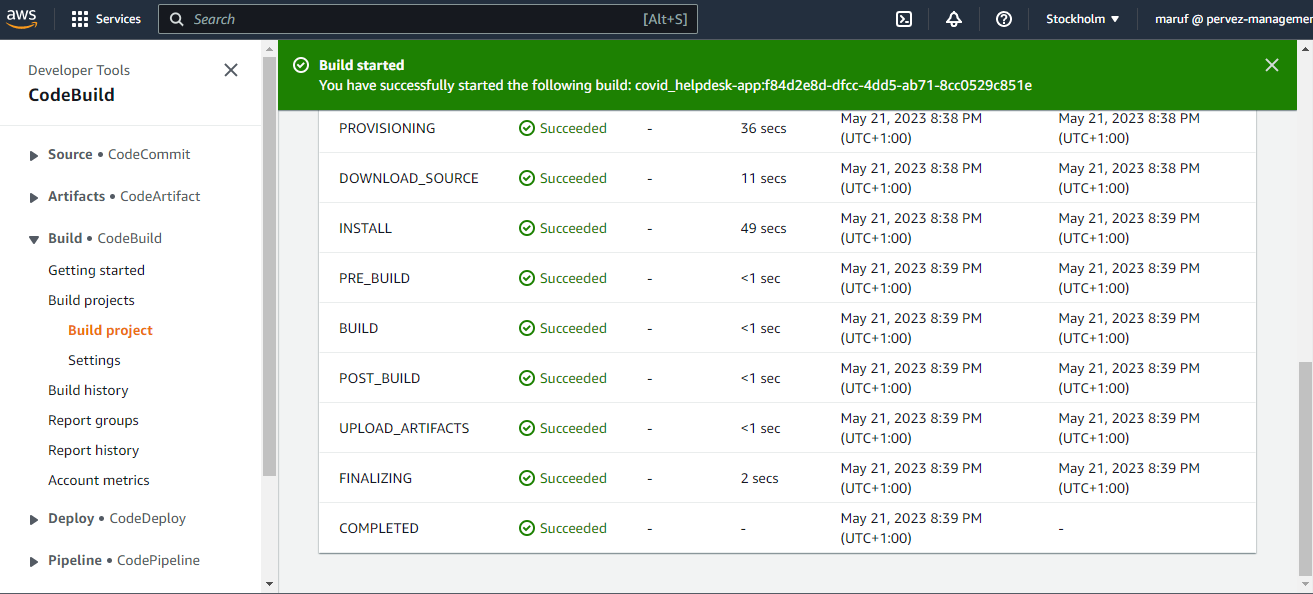 aws Services Search [Alt+S] Stockholm ▼ maruf @ pervez-managemen
Developer Tools
CodeBuild
Source • CodeCommit
Artifacts • CodeArtifact
Build • CodeBuild
Getting started
Build projects
Build project
Settings
Build history
Report groups
Report history
Account metrics
Deploy • CodeDeploy
Pipeline • CodePipeline
Build started
You have successfully started the following build: covid_helpdesk-app:f84d2e8d-dfcc-4dd5-ab71-8cc0529c851e
PROVISIONING Succeeded - 36 secs May 21, 2023 8:38 PM May 21, 2023 8:38 PM
(UTC+1:00) (UTC+1:00)
DOWNLOAD_SOURCE Succeeded - 11 secs May 21, 2023 8:38 PM May 21, 2023 8:38 PM
(UTC+1:00) (UTC+1:00)
INSTALL Succeeded - 49 secs May 21, 2023 8:38 PM May 21, 2023 8:39 PM
(UTC+1:00) (UTC+1:00)
PRE_BUILD Succeeded - <1 sec May 21, 2023 8:39 PM May 21, 2023 8:39 PM
(UTC+1:00) (UTC+1:00)
BUILD Succeeded - <1 sec May 21, 2023 8:39 PM May 21, 2023 8:39 PM
(UTC+1:00) (UTC+1:00)
POST_BUILD Succeeded - <1 sec May 21, 2023 8:39 PM May 21, 2023 8:39 PM
(UTC+1:00) (UTC+1:00)
UPLOAD_ARTIFACTS Succeeded - <1 sec May 21, 2023 8:39 PM May 21, 2023 8:39 PM
(UTC+1:00) (UTC+1:00)
FINALIZING Succeeded - 2 secs May 21, 2023 8:39 PM May 21, 2023 8:39 PM
(UTC+1:00) (UTC+1:00)
COMPLETED Succeeded - - May 21, 2023 8:39 PM -
(UTC+1:00)